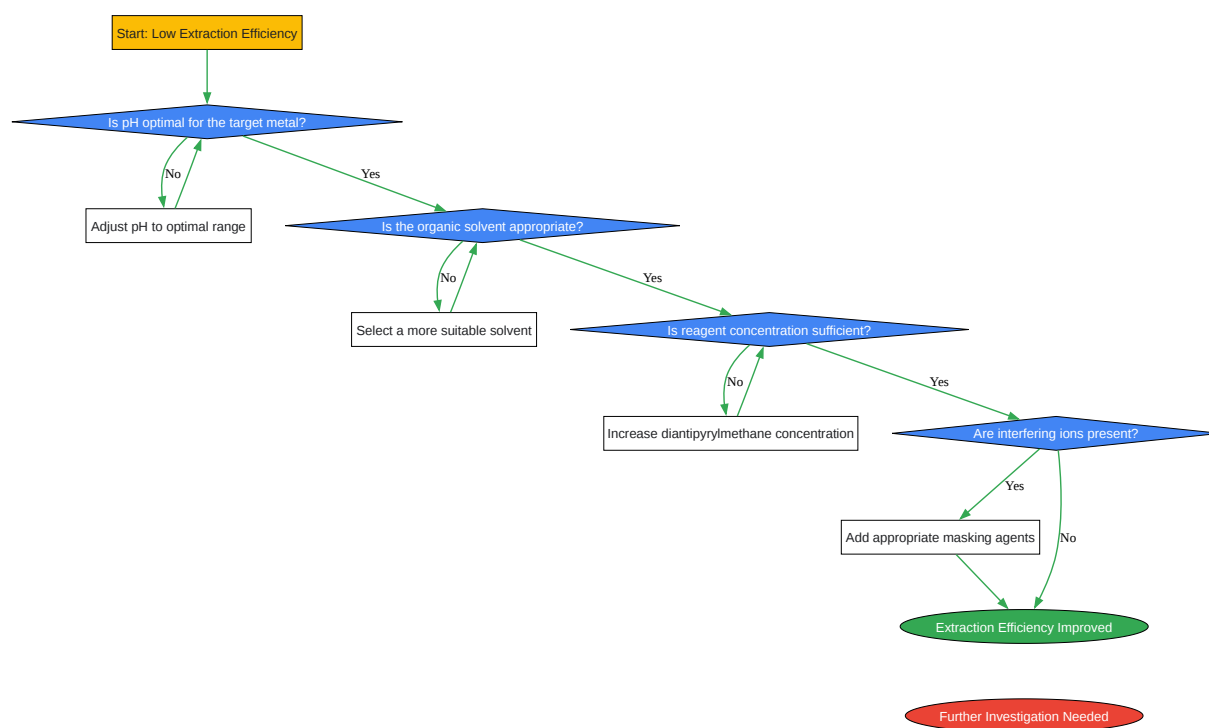 Start: Low Extraction Efficiency
Is pH optimal for the target metal?
No
Yes
Adjust pH to optimal range
Is the organic solvent appropriate?
No
Yes
Select a more suitable solvent
Is reagent concentration sufficient?
No
Yes
Increase diantipyrylmethane concentration
Are interfering ions present?
Yes
No
Add appropriate masking agents
Extraction Efficiency Improved
Further Investigation Needed